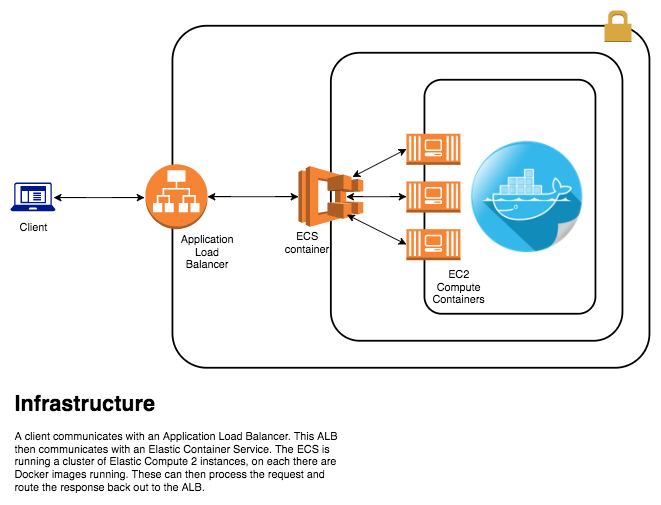 Client
Application
Load
Balancer
ECS
container
EC2
Compute
Containers
Infrastructure
A client communicates with an Application Load Balancer. This ALB
then communicates with an Elastic Container Service. The ECS is
running a cluster of Elastic Compute 2 instances, on each there are
Docker images running. These can then process the request and
route the response back out to the ALB.